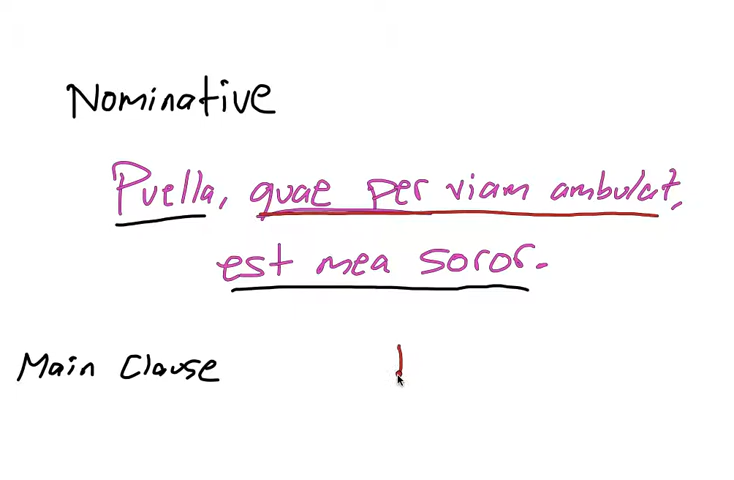 Nominative
Puella, quae per viam ambulat,
est mea soror.
Main Clause